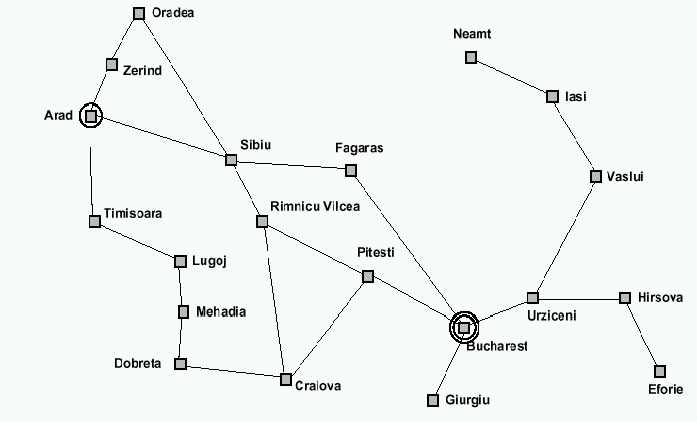 Oradea
Neamt
Zerind
Iasi
Arad
Sibiu
Fagaras
Vaslui
Rimnicu Vilcea
Timisoara
Pitesti
Lugoj
Hirsova
Mehadia
Urziceni
Bucharest
Dobreta
Craiova
Eforie
Giurgiu